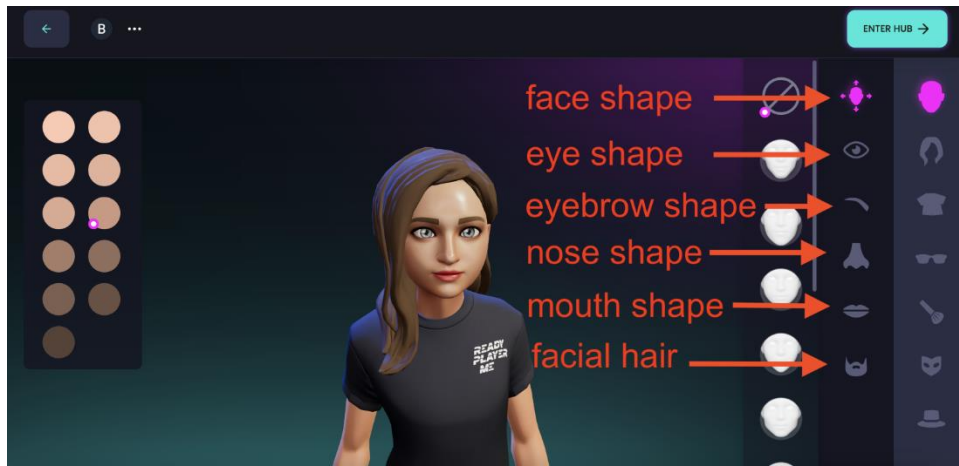 B ...
ENTER HUB →
face shape
eye shape
eyebrow shape
nose shape
mouth shape
facial hair
READY
PLAYER
ME